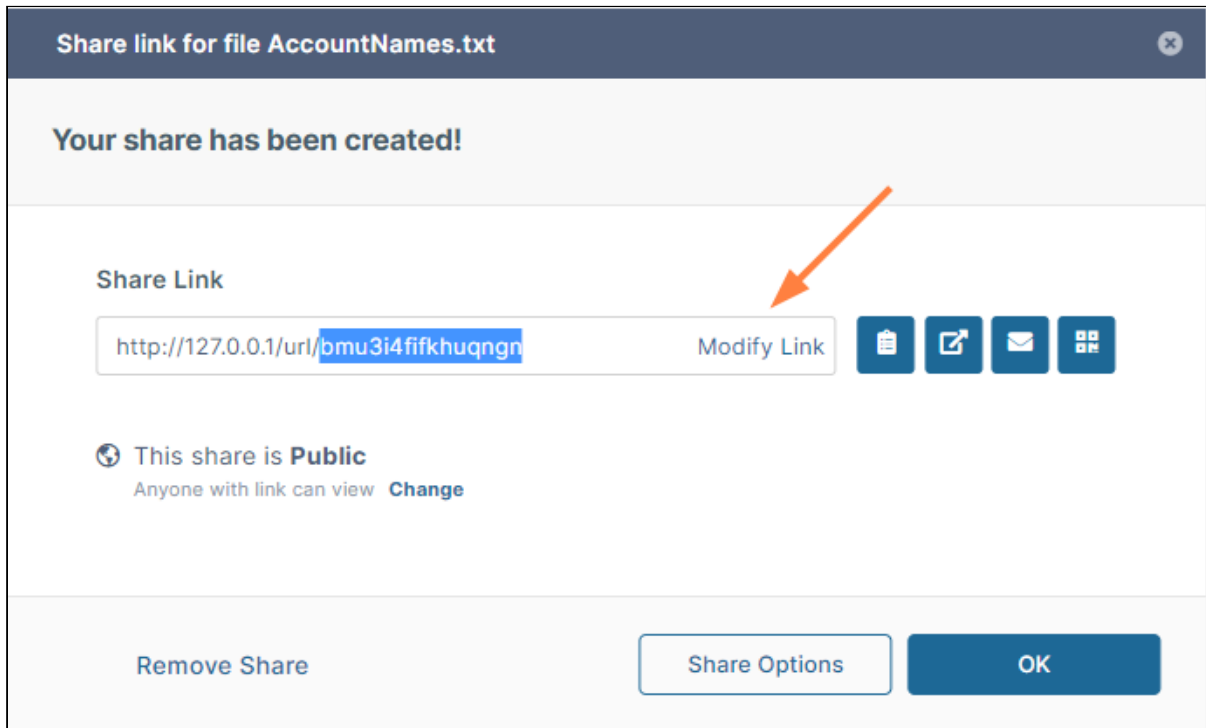 Share link for file AccountNames.txt
Your share has been created!
Share Link
http://127.0.0.1/url/bmu3i4fifkhuqngn Modify Link
This share is Public
Anyone with link can view Change
Remove Share Share Options OK